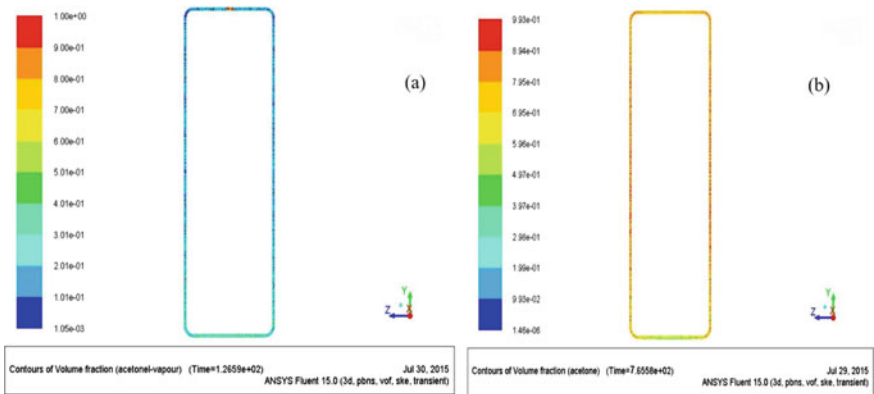 1.00e+00
9.00e-01
8.00e-01
7.00e-01
6.00e-01
5.01e-01
4.01e-01
3.01e-01
2.01e-01
1.01e-01
1.05e-03
(a)
Y
Z
X
Contours of Volume fraction (acetonel-vapour) (Time=1.2659e+02)
Jul 30, 2015
ANSYS Fluent 15.0 (3d, pbns, vof, ske, transient)
9.93e-01
8.94e-01
7.95e-01
6.95e-01
5.96e-01
4.97e-01
3.97e-01
2.98e-01
1.99e-01
9.93e-02
1.46e-06
(b)
Y
Z
X
Contours of Volume fraction (acetone) (Time=7.6558e+02)
Jul 29, 2015
ANSYS Fluent 15.0 (3d, pbns, vof, ske, transient)